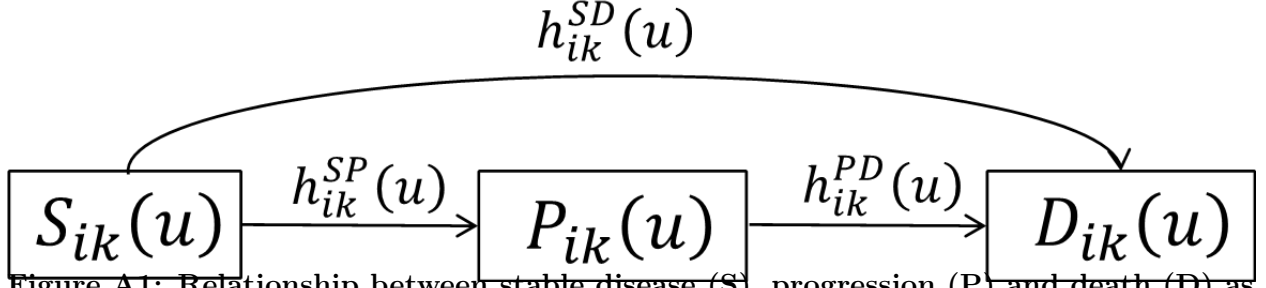 h_{ik}^{SD}(u)
h_{ik}^{SP}(u)
h_{ik}^{PD}(u)
S_{ik}(u)
P_{ik}(u)
D_{ik}(u)
Figure A1: Relationship between stable disease (S), progression (P) and death (D) as